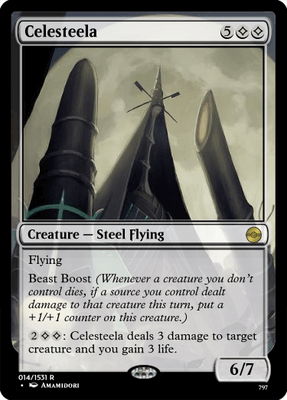 Celesteela 5
Creature — Steel Flying
Flying
Beast Boost (Whenever a creature you don't
control dies, if a source you control dealt
damage to that creature this turn, put a
+1/+1 counter on this creature.)
2 : Celesteela deals 3 damage to target
creature and you gain 3 life.
6/7
014/1531 R
AMAMIDORI
797